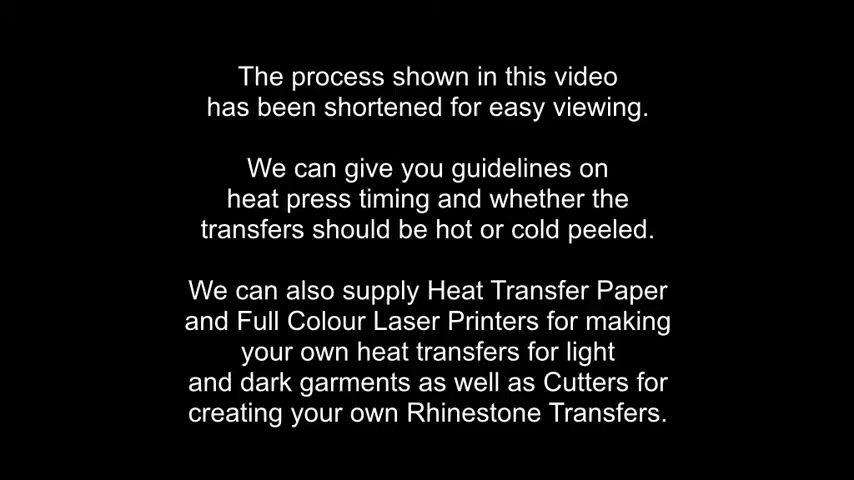 The process shown in this video
has been shortened for easy viewing.
We can give you guidelines on
heat press timing and whether the
transfers should be hot or cold peeled.
We can also supply Heat Transfer Paper
and Full Colour Laser Printers for making
your own heat transfers for light
and dark garments as well as Cutters for
creating your own Rhinestone Transfers.